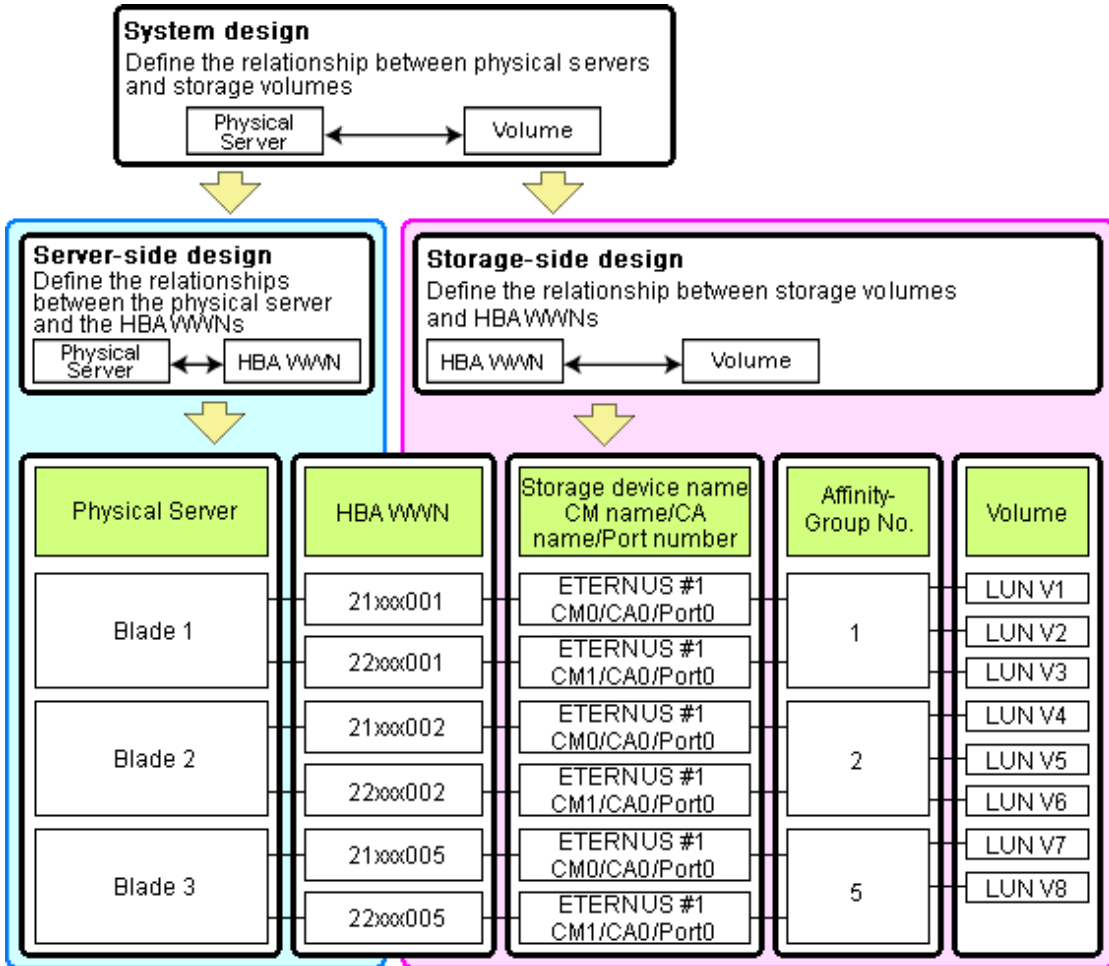 System design
Define the relationship between physical servers
and storage volumes
Physical
Server
Volume
Server-side design
Define the relationships
between the physical server
and the HBA WWNs
Physical
Server
HBA WWN
Storage-side design
Define the relationship between storage volumes
and HBA WWNs
HBA WWN
Volume
Physical Server
HBA WWN
Storage device name
CM name/CA
name/Port number
Affinity-
Group No.
Volume
Blade 1
21xxx001
22xxx001
ETERNUS #1
CM0/CA0/Port0
ETERNUS #1
CM1/CA0/Port0
1
LUN V1
LUN V2
LUN V3
Blade 2
21xxx002
22xxx002
ETERNUS #1
CM0/CA0/Port0
ETERNUS #1
CM1/CA0/Port0
2
LUN V4
LUN V5
LUN V6
Blade 3
21xxx005
22xxx005
ETERNUS #1
CM0/CA0/Port0
ETERNUS #1
CM1/CA0/Port0
5
LUN V7
LUN V8